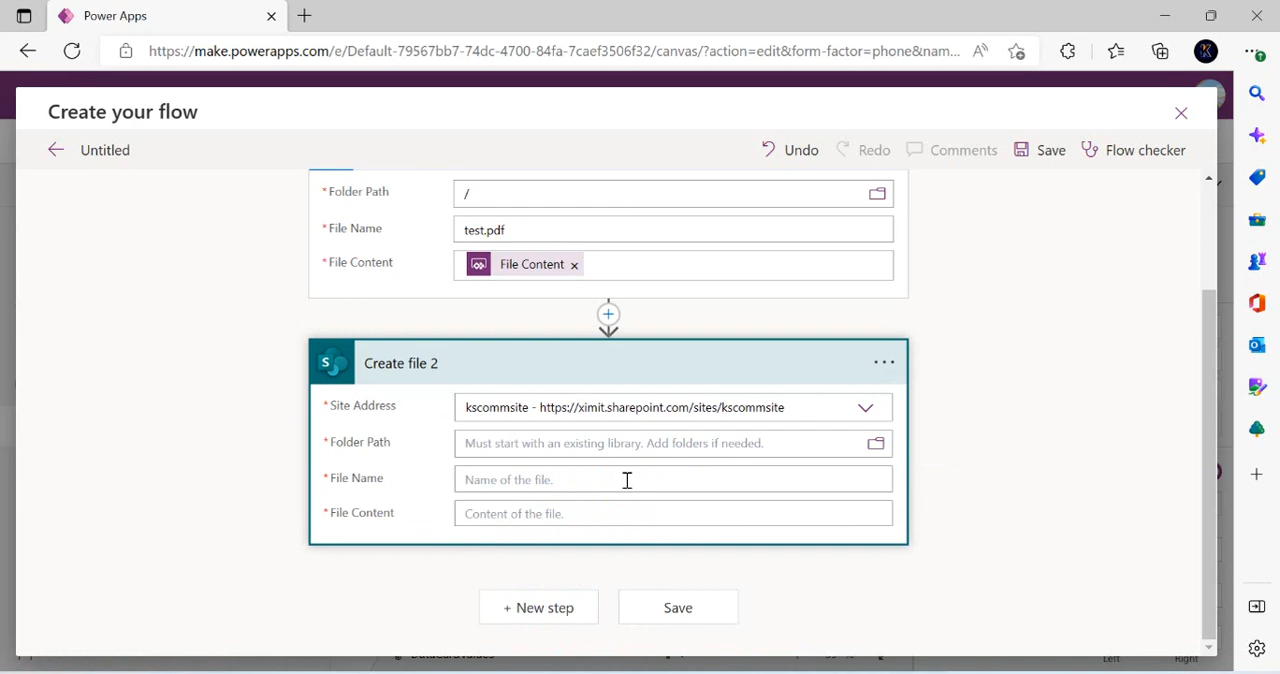 Power Apps
https://make.powerapps.com/e/Default-79567bb7-74dc-4700-84fa-7caef3506f32/canvas/?action=edit&form-factor=phone&nam...
Create your flow
Untitled
Undo
Redo
Comments
Save
Flow checker
*Folder Path
/
*File Name
test.pdf
*File Content
File Content
Create file 2
*Site Address
kscommsite - https://ximit.sharepoint.com/sites/kscommsite
*Folder Path
Must start with an existing library. Add folders if needed.
*File Name
Name of the file.
*File Content
Content of the file.
+ New step
Save
Left
Right